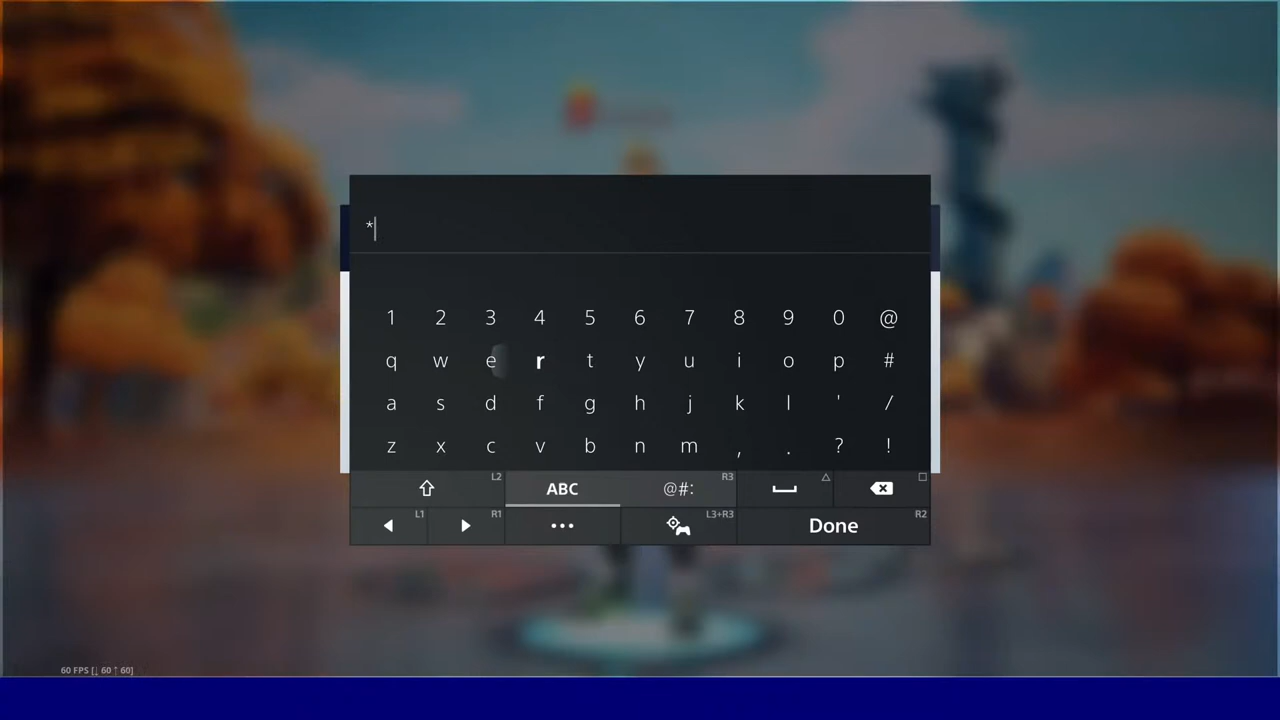 *
1 2 3 4 5 6 7 8 9 0 @
q w e r t y u i o p #
a s d f g h j k l ' /
z x c v b n m , . ? !
L2 ABC @#: R3 △ □
L1 R1 ••• L3+R3 Done R2
60 FPS [↓ 60 ↑ 60]